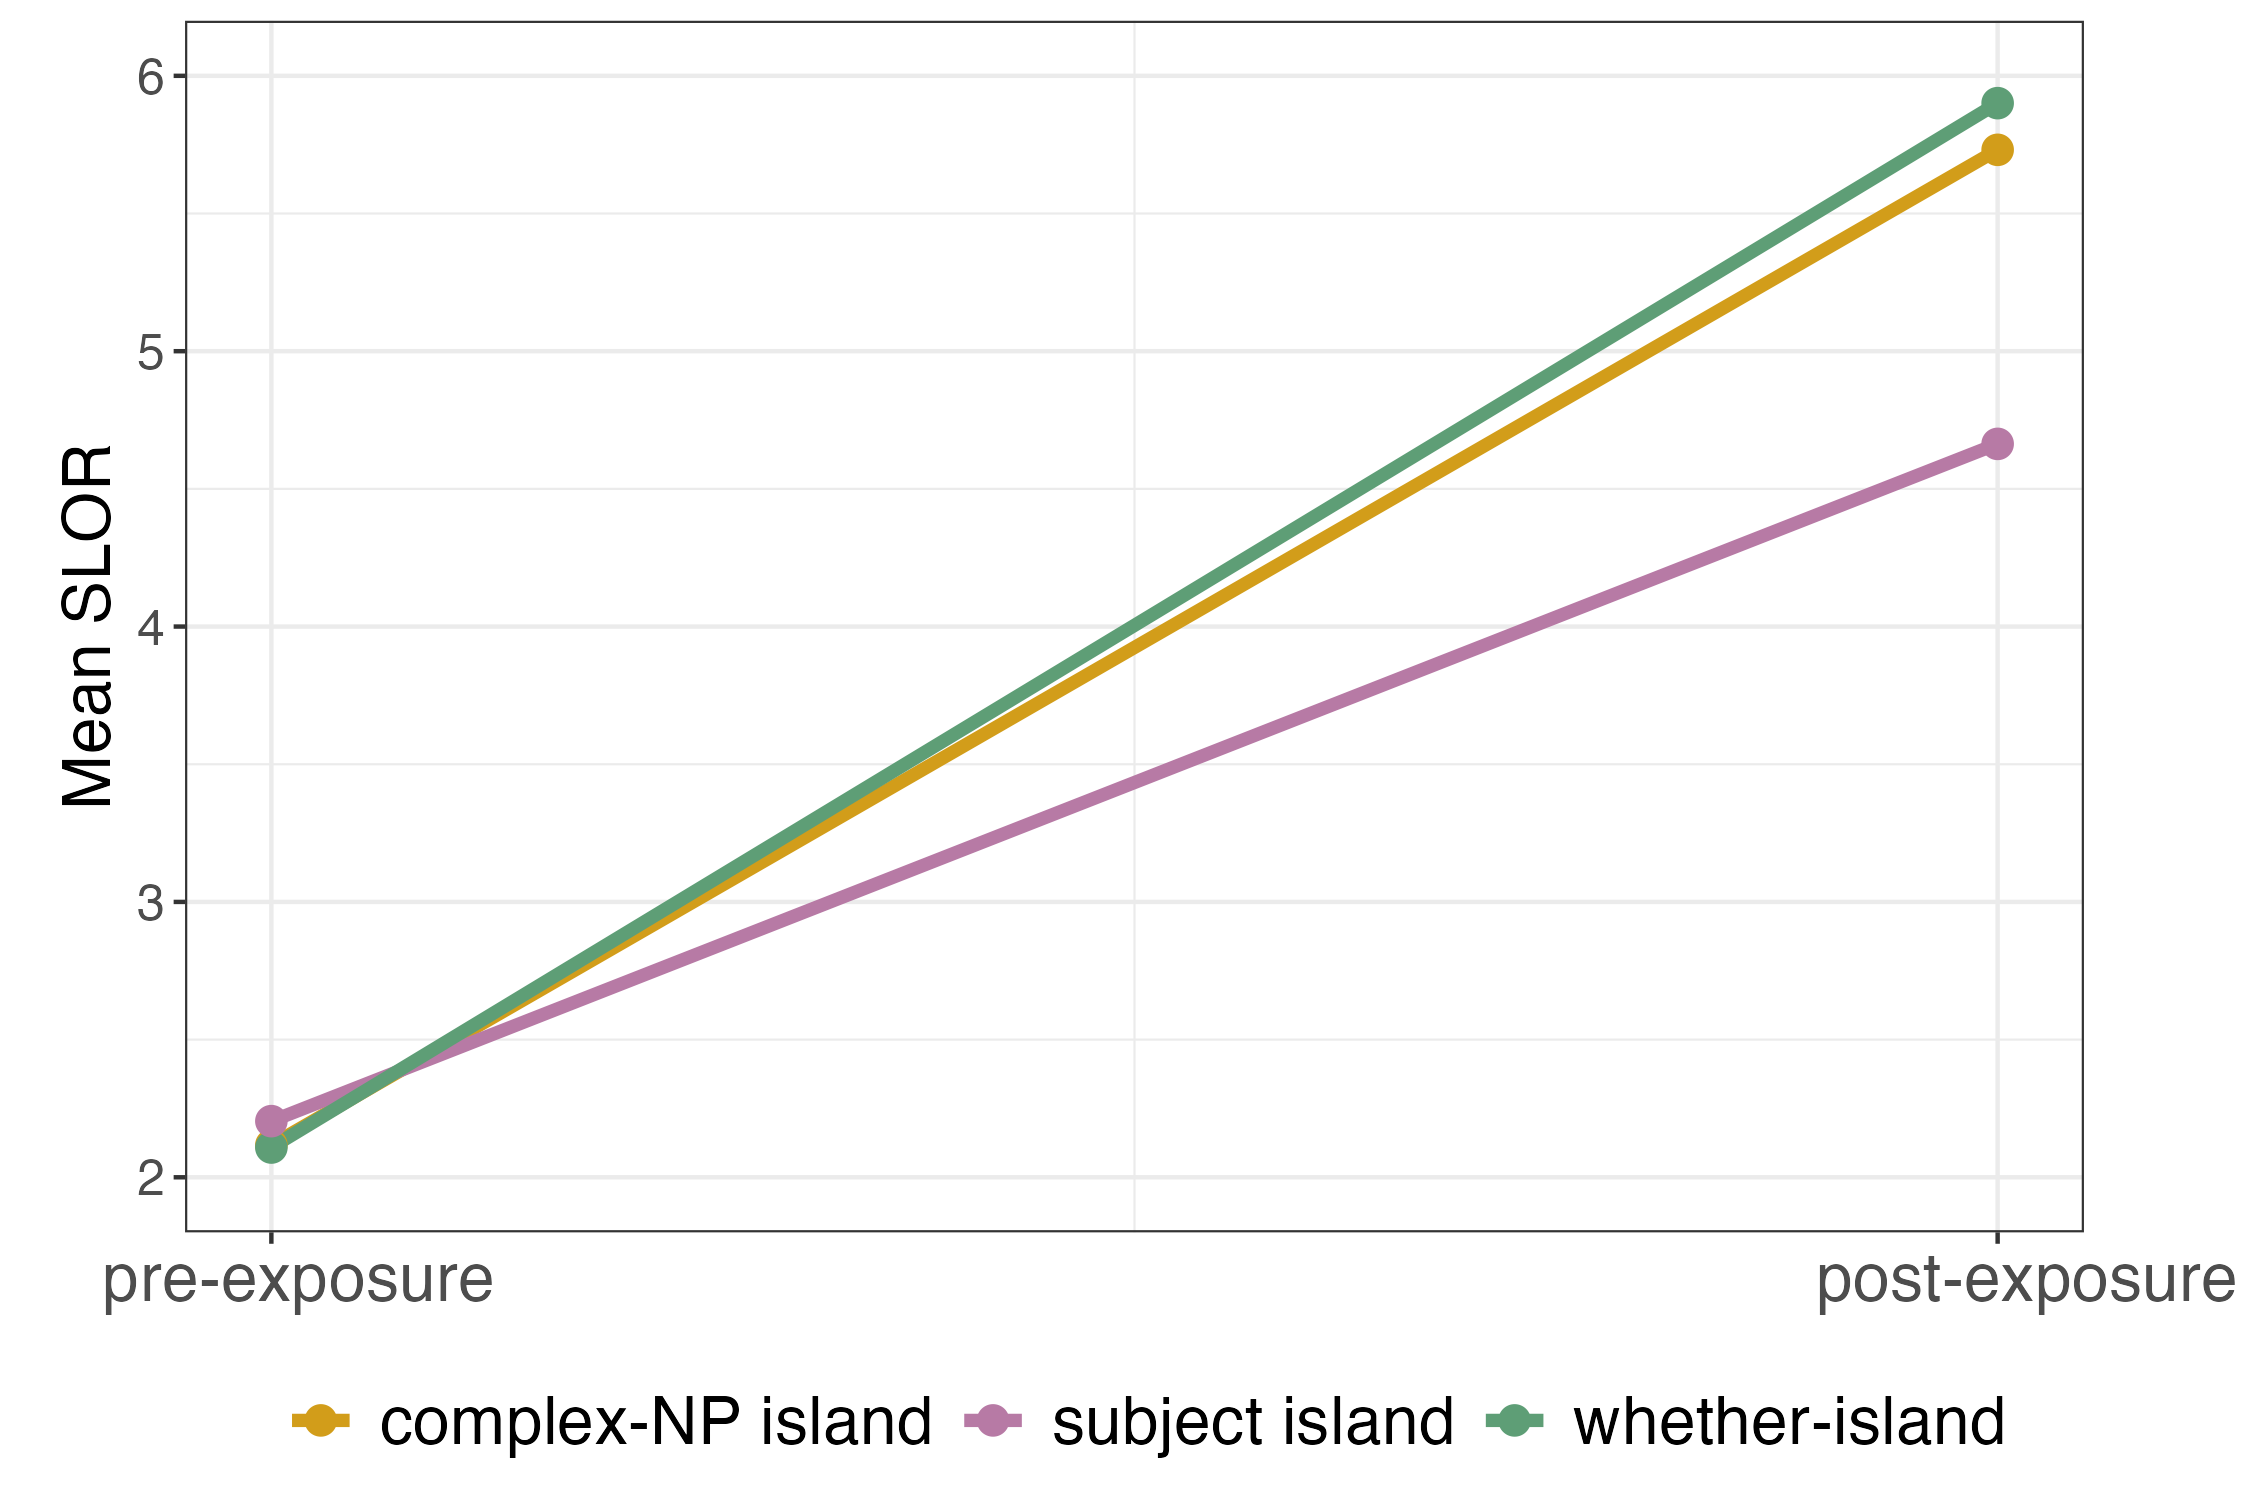 6
5
4
3
2
Mean SLOR
pre-exposure post-exposure
complex-NP island subject island whether-island